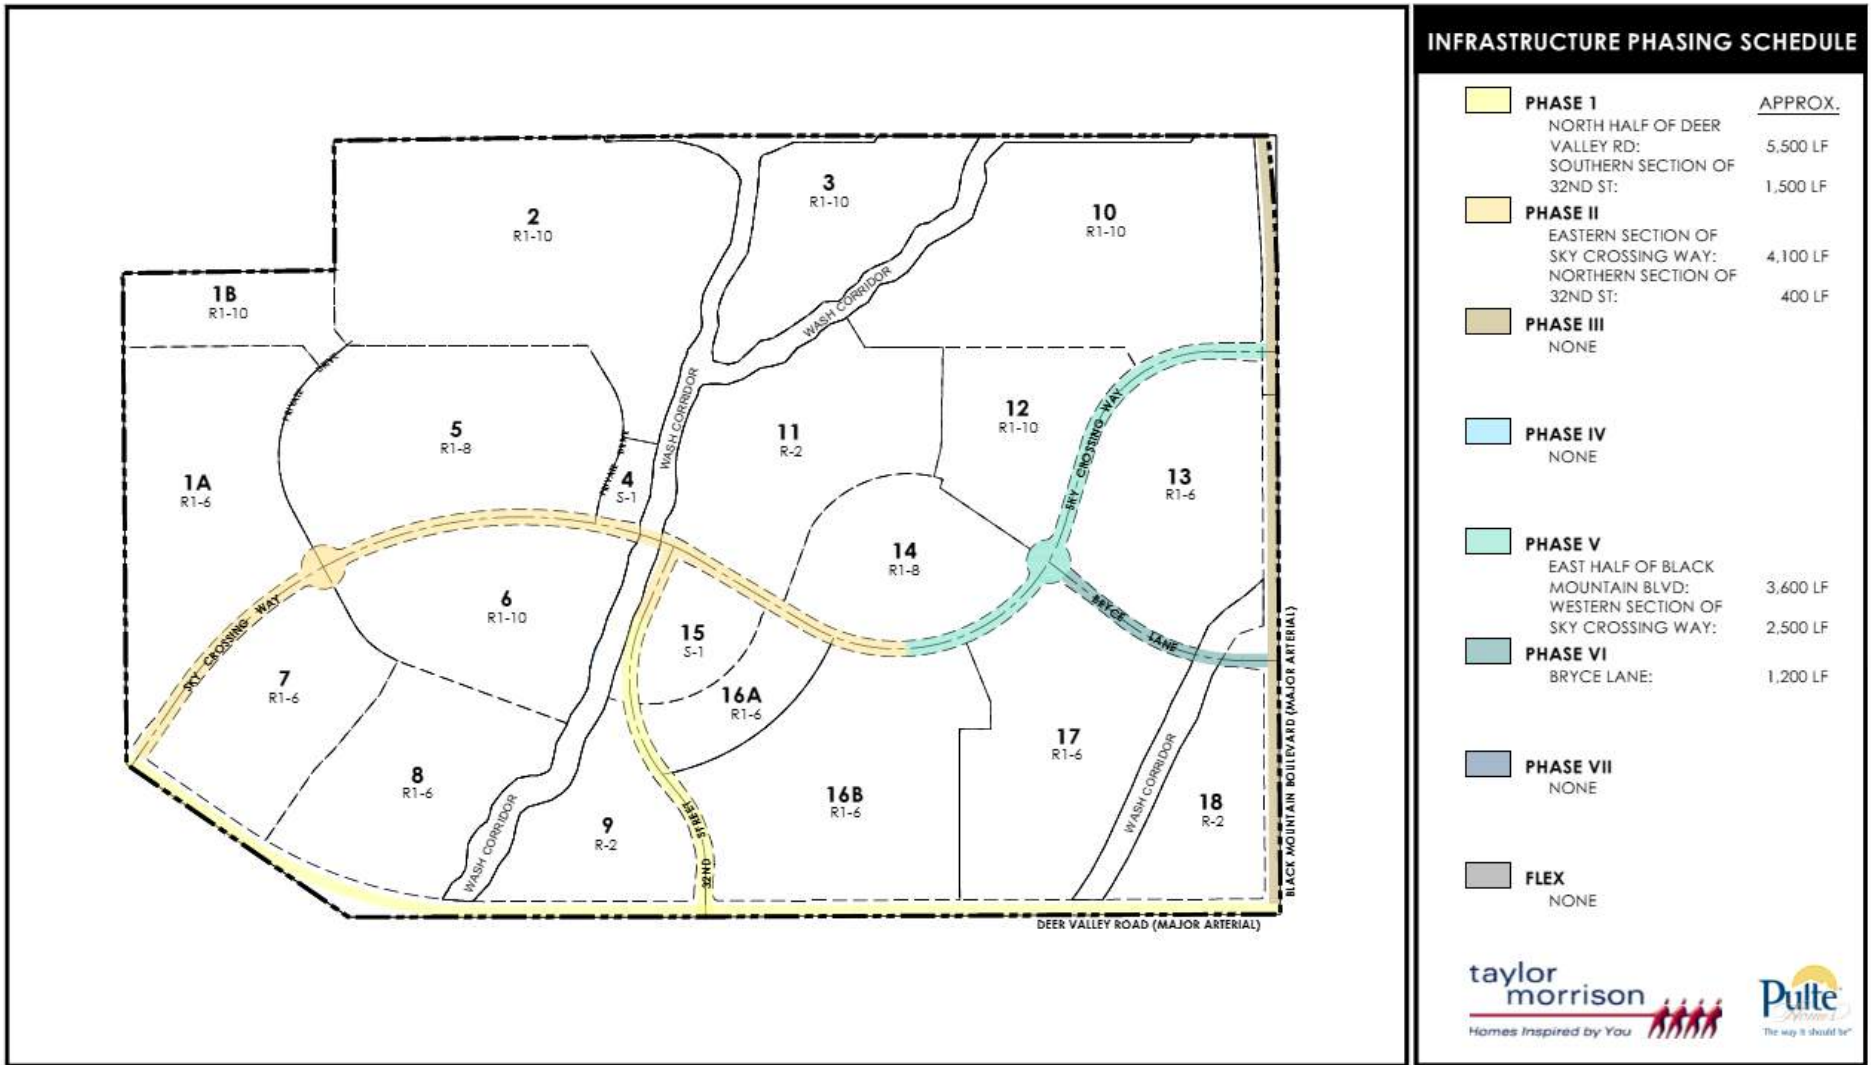 INFRASTRUCTURE PHASING SCHEDULE
PHASE 1 APPROX.
NORTH HALF OF DEER
VALLEY RD: 5,500 LF
SOUTHERN SECTION OF
32ND ST: 1,500 LF
PHASE II
EASTERN SECTION OF
SKY CROSSING WAY: 4,100 LF
NORTHERN SECTION OF
32ND ST: 400 LF
PHASE III
NONE
PHASE IV
NONE
PHASE V
EAST HALF OF BLACK
MOUNTAIN BLVD: 3,600 LF
WESTERN SECTION OF
SKY CROSSING WAY: 2,500 LF
PHASE VI
BRYCE LANE: 1,200 LF
PHASE VII
NONE
FLEX
NONE
taylor
morrison
Homes Inspired by You
Pulte
Homes
The way it should be
1B
R1-10
2
R1-10
3
R1-10
10
R1-10
WASH CORRIDOR
1A
R1-6
5
R1-8
4
S-1
WASH CORRIDOR
11
R-2
12
R1-10
SKY CROSSING WAY
13
R1-6
14
R1-8
SKY CROSSING WAY
6
R1-10
15
S-1
BRYCE LANE
7
R1-6
16A
R1-6
8
R1-6
WASH CORRIDOR
9
R-2
32ND STREET
16B
R1-6
17
R1-6
WASH CORRIDOR
18
R-2
BLACK MOUNTAIN BOULEVARD (MAJOR ARTERIAL)
DEER VALLEY ROAD (MAJOR ARTERIAL)